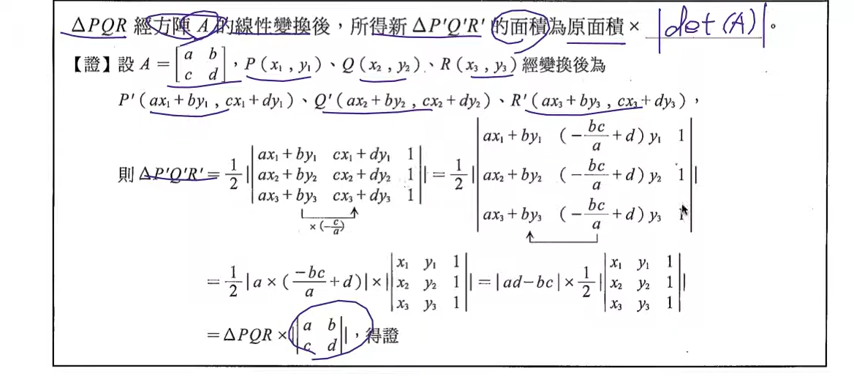 ΔPQR 經方陣 A 的線性變換後，所得新 ΔP'Q'R' 的面積為原面積 × |det(A)|。
【證】設 A = [a b; c d]，P(x₁, y₁)、Q(x₂, y₂)、R(x₃, y₃) 經變換後為
P'(ax₁+by₁, cx₁+dy₁)、Q'(ax₂+by₂, cx₂+dy₂)、R'(ax₃+by₃, cx₃+dy₃)，
則 ΔP'Q'R' = 1/2 ||ax₁+by₁ cx₁+dy₁ 1; ax₂+by₂ cx₂+dy₂ 1; ax₃+by₃ cx₃+dy₃ 1|| = 1/2 ||ax₁+by₁ (−bc/a+d)y₁ 1; ax₂+by₂ (−bc/a+d)y₂ 1; ax₃+by₃ (−bc/a+d)y₃ 1||
×(−c/a)
= 1/2 |a×(−bc/a+d)|×||x₁ y₁ 1; x₂ y₂ 1; x₃ y₃ 1|| = |ad−bc|×1/2 ||x₁ y₁ 1; x₂ y₂ 1; x₃ y₃ 1||
= ΔPQR × ||a b; c d||，得證